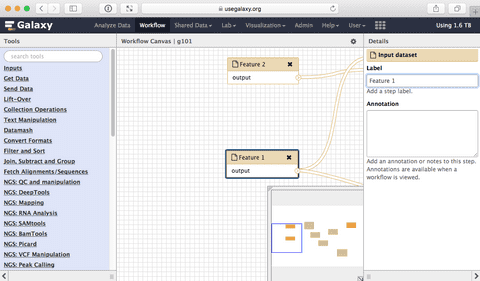 usegalaxy.org
Galaxy
Analyze Data Workflow Shared Data Lab Visualization Admin Help User
Using 1.6 TB
Tools
search tools
Inputs
Get Data
Send Data
Lift-Over
Collection Operations
Text Manipulation
Datamash
Convert Formats
Filter and Sort
Join, Subtract and Group
Fetch Alignments/Sequences
NGS: QC and manipulation
NGS: DeepTools
NGS: Mapping
NGS: RNA Analysis
NGS: SAMtools
NGS: BamTools
NGS: Picard
NGS: VCF Manipulation
NGS: Peak Calling
Workflow Canvas | g101
Feature 2
output
Feature 1
output
Details
Input dataset
Label
Feature 1
Add a step label.
Annotation
Add an annotation or notes to this step.
Annotations are available when a
workflow is viewed.